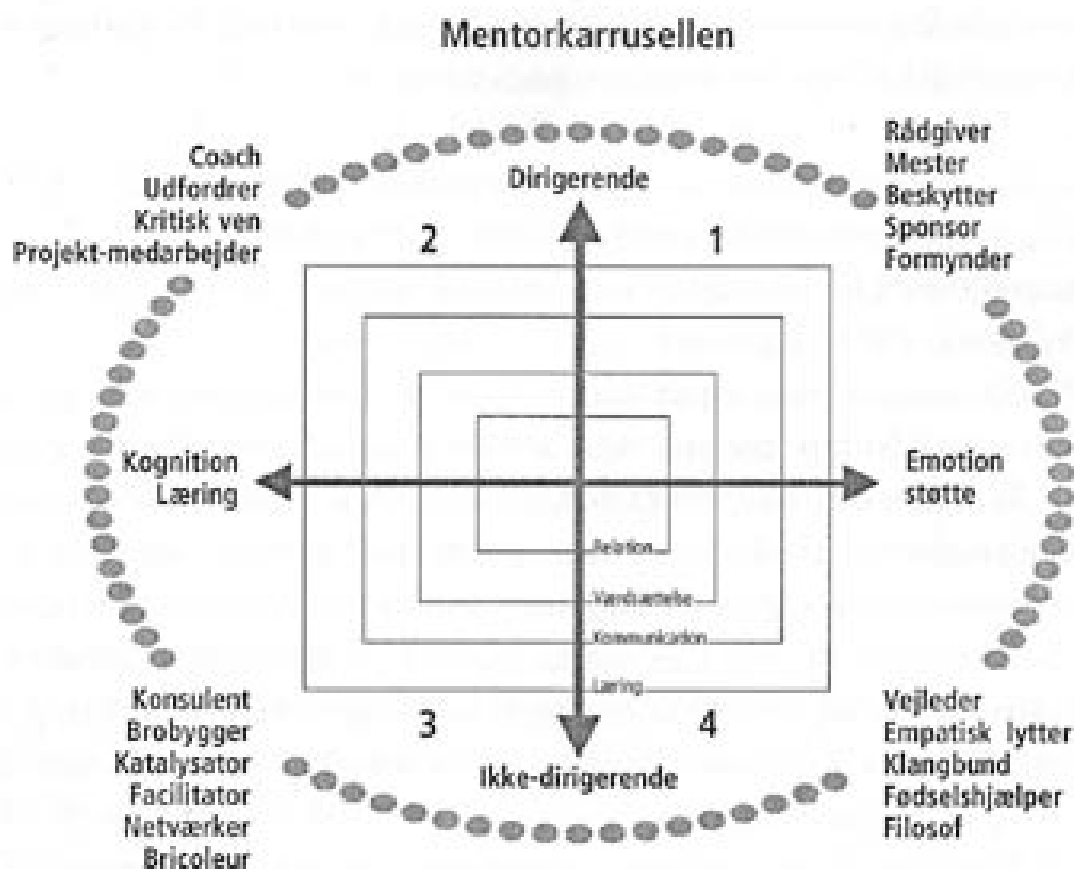 Mentorkarrusellen
Coach
Udfordrer
Kritisk ven
Projekt-medarbejder
Dirigerende
Rådgiver
Mester
Beskytter
Sponsor
Formynder
2
1
Kognition
Læring
Emotion
støtte
Relation
Værdsættelse
Kommunikation
Læring
3
4
Konsulent
Brobygger
Katalysator
Facilitator
Netværker
Bricoleur
Ikke-dirigerende
Vejleder
Empatisk lytter
Klangbund
Fødselshjælper
Filosof